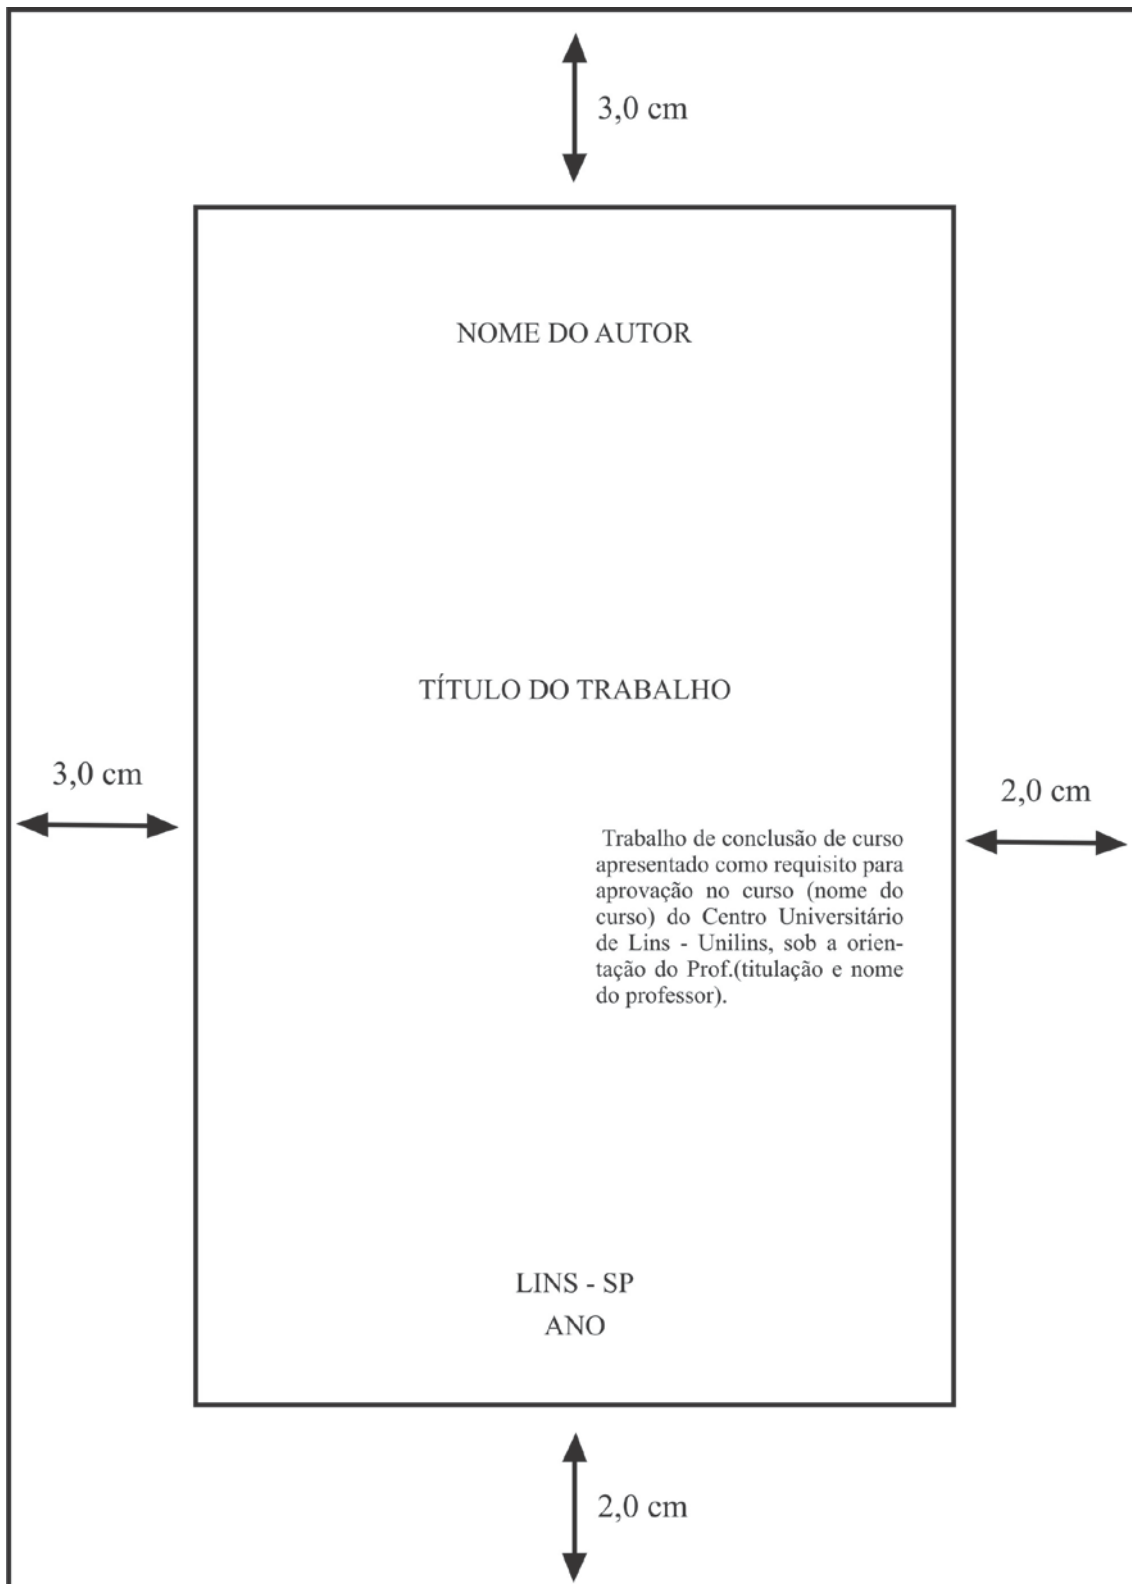 3,0 cm
NOME DO AUTOR
TÍTULO DO TRABALHO
3,0 cm
2,0 cm
Trabalho de conclusão de curso
apresentado como requisito para
aprovação no curso (nome do
curso) do Centro Universitário
de Lins - Unilins, sob a orien-
tação do Prof.(titulação e nome
do professor).
LINS - SP
ANO
2,0 cm